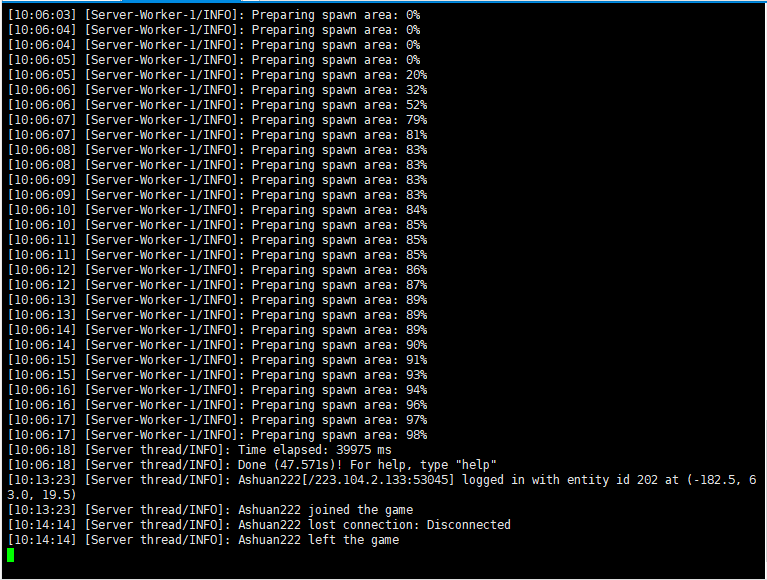 [10:06:03] [Server-Worker-1/INFO]: Preparing spawn area: 0%
[10:06:04] [Server-Worker-1/INFO]: Preparing spawn area: 0%
[10:06:04] [Server-Worker-1/INFO]: Preparing spawn area: 0%
[10:06:05] [Server-Worker-1/INFO]: Preparing spawn area: 0%
[10:06:05] [Server-Worker-1/INFO]: Preparing spawn area: 20%
[10:06:06] [Server-Worker-1/INFO]: Preparing spawn area: 32%
[10:06:06] [Server-Worker-1/INFO]: Preparing spawn area: 52%
[10:06:07] [Server-Worker-1/INFO]: Preparing spawn area: 79%
[10:06:07] [Server-Worker-1/INFO]: Preparing spawn area: 81%
[10:06:08] [Server-Worker-1/INFO]: Preparing spawn area: 83%
[10:06:08] [Server-Worker-1/INFO]: Preparing spawn area: 83%
[10:06:09] [Server-Worker-1/INFO]: Preparing spawn area: 83%
[10:06:09] [Server-Worker-1/INFO]: Preparing spawn area: 83%
[10:06:10] [Server-Worker-1/INFO]: Preparing spawn area: 84%
[10:06:10] [Server-Worker-1/INFO]: Preparing spawn area: 85%
[10:06:11] [Server-Worker-1/INFO]: Preparing spawn area: 85%
[10:06:11] [Server-Worker-1/INFO]: Preparing spawn area: 85%
[10:06:12] [Server-Worker-1/INFO]: Preparing spawn area: 86%
[10:06:12] [Server-Worker-1/INFO]: Preparing spawn area: 87%
[10:06:13] [Server-Worker-1/INFO]: Preparing spawn area: 89%
[10:06:13] [Server-Worker-1/INFO]: Preparing spawn area: 89%
[10:06:14] [Server-Worker-1/INFO]: Preparing spawn area: 89%
[10:06:14] [Server-Worker-1/INFO]: Preparing spawn area: 90%
[10:06:15] [Server-Worker-1/INFO]: Preparing spawn area: 91%
[10:06:15] [Server-Worker-1/INFO]: Preparing spawn area: 93%
[10:06:16] [Server-Worker-1/INFO]: Preparing spawn area: 94%
[10:06:16] [Server-Worker-1/INFO]: Preparing spawn area: 96%
[10:06:17] [Server-Worker-1/INFO]: Preparing spawn area: 97%
[10:06:17] [Server-Worker-1/INFO]: Preparing spawn area: 98%
[10:06:18] [Server thread/INFO]: Time elapsed: 39975 ms
[10:06:18] [Server thread/INFO]: Done (47.571s)! For help, type "help"
[10:13:23] [Server thread/INFO]: Ashuan222[/223.104.2.133:53045] logged in with entity id 202 at (-182.5, 6
3.0, 19.5)
[10:13:23] [Server thread/INFO]: Ashuan222 joined the game
[10:14:14] [Server thread/INFO]: Ashuan222 lost connection: Disconnected
[10:14:14] [Server thread/INFO]: Ashuan222 left the game